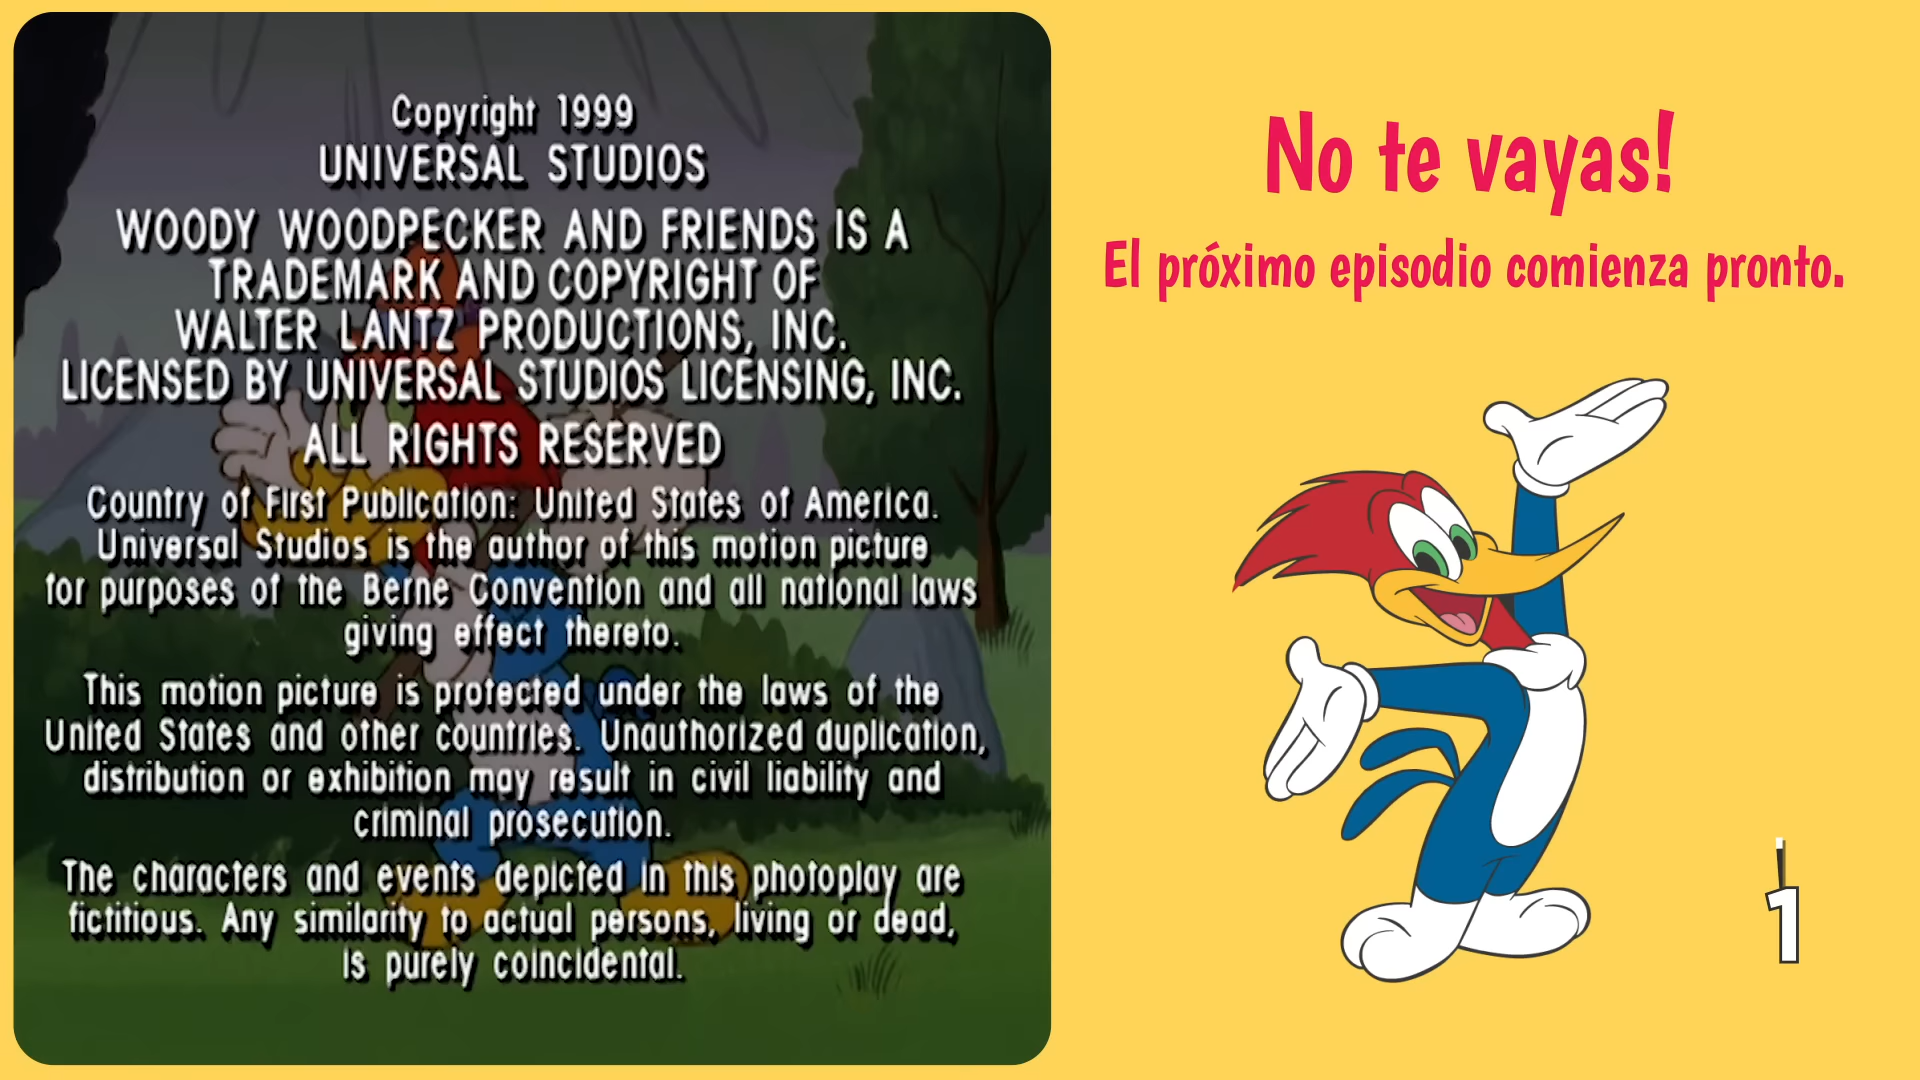 Copyright 1999
UNIVERSAL STUDIOS
WOODY WOODPECKER AND FRIENDS IS A
TRADEMARK AND COPYRIGHT OF
WALTER LANTZ PRODUCTIONS, INC.
LICENSED BY UNIVERSAL STUDIOS LICENSING, INC.
ALL RIGHTS RESERVED
Country of First Publication: United States of America.
Universal Studios is the author of this motion picture
for purposes of the Berne Convention and all national laws
giving effect thereto.
This motion picture is protected under the laws of the
United States and other countries. Unauthorized duplication,
distribution or exhibition may result in civil liability and
criminal prosecution.
The characters and events depicted in this photoplay are
fictitious. Any similarity to actual persons, living or dead,
is purely coincidental.
No te vayas!
El próximo episodio comienza pronto.
1